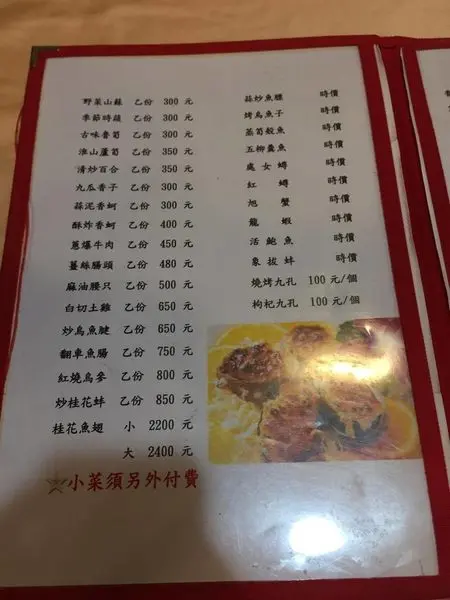 野菜山蘇 乙份 300 元
季節時蔬 乙份 300 元
古味魯筍 乙份 300 元
淮山蘆筍 乙份 350 元
清炒百合 乙份 350 元
九瓜香子 乙份 300 元
蒜泥香蚵 乙份 300 元
酥炸香蚵 乙份 400 元
蔥爆牛肉 乙份 450 元
薑絲腸頭 乙份 480 元
麻油腰只 乙份 500 元
白切土雞 乙份 650 元
炒烏魚腱 乙份 650 元
翻車魚腸 乙份 750 元
紅燒烏參 乙份 800 元
炒桂花蚌 乙份 850 元
桂花魚翅 小 2200 元
大 2400 元
☆小菜須另外付費
蒜炒魚膘 時價
烤烏魚子 時價
蒸筍殼魚 時價
五柳黃魚 時價
處女蟳 時價
紅蟳 時價
旭蟹 時價
龍蝦 時價
活鮑魚 時價
象拔蚌 時價
燒烤九孔 100 元/個
枸杞九孔 100 元/個